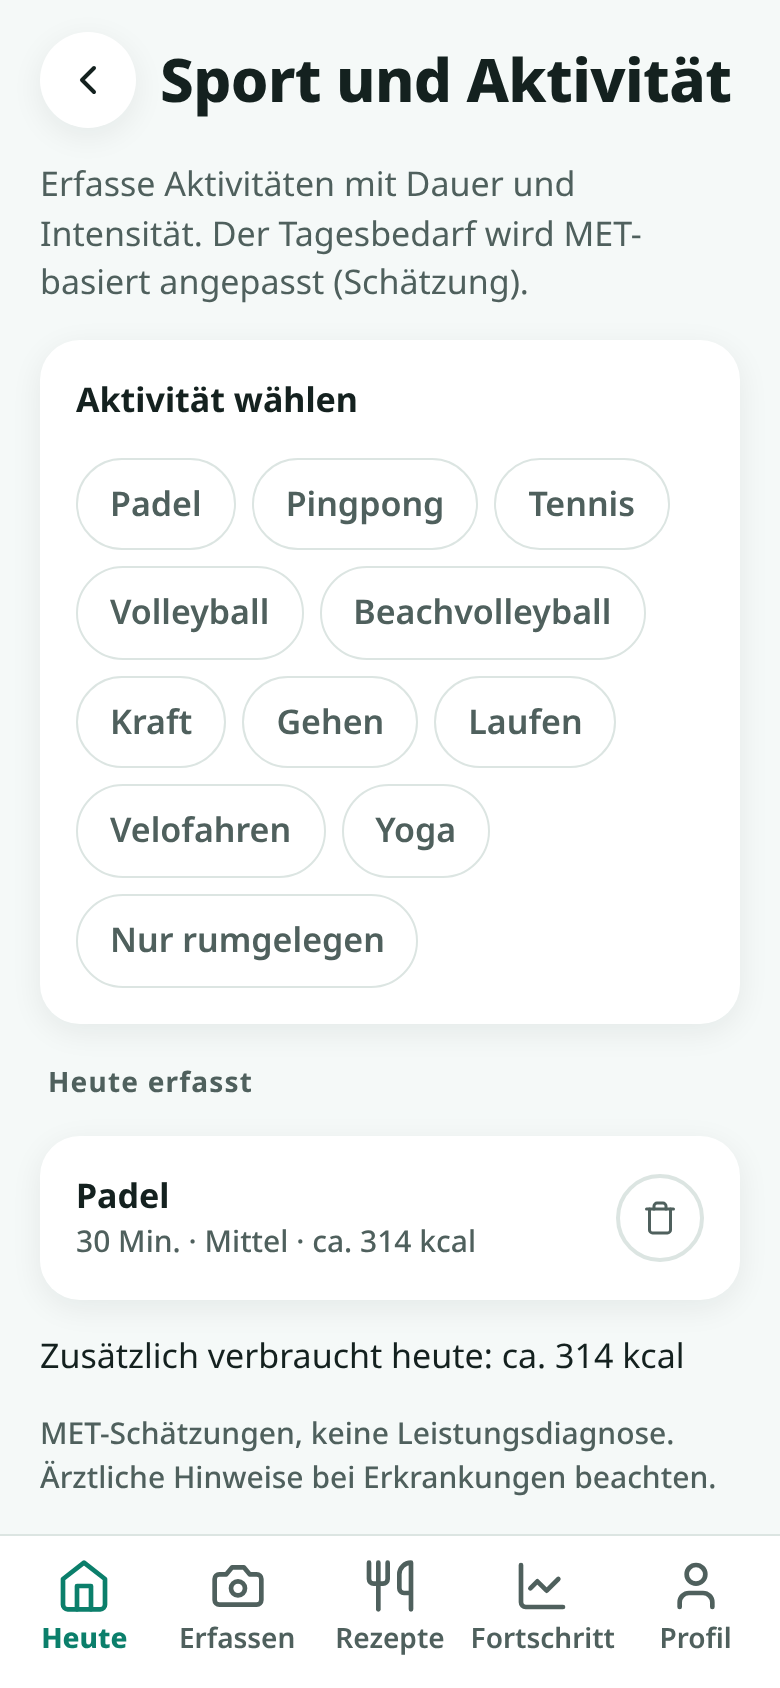 Sport und Aktivität
Erfasse Aktivitäten mit Dauer und
Intensität. Der Tagesbedarf wird MET-
basiert angepasst (Schätzung).
Aktivität wählen
Padel
Pingpong
Tennis
Volleyball
Beachvolleyball
Kraft
Gehen
Laufen
Velofahren
Yoga
Nur rumgelegen
Heute erfasst
Padel
30 Min. · Mittel · ca. 314 kcal
Zusätzlich verbraucht heute: ca. 314 kcal
MET-Schätzungen, keine Leistungsdiagnose.
Ärztliche Hinweise bei Erkrankungen beachten.
Heute
Erfassen
Rezepte
Fortschritt
Profil